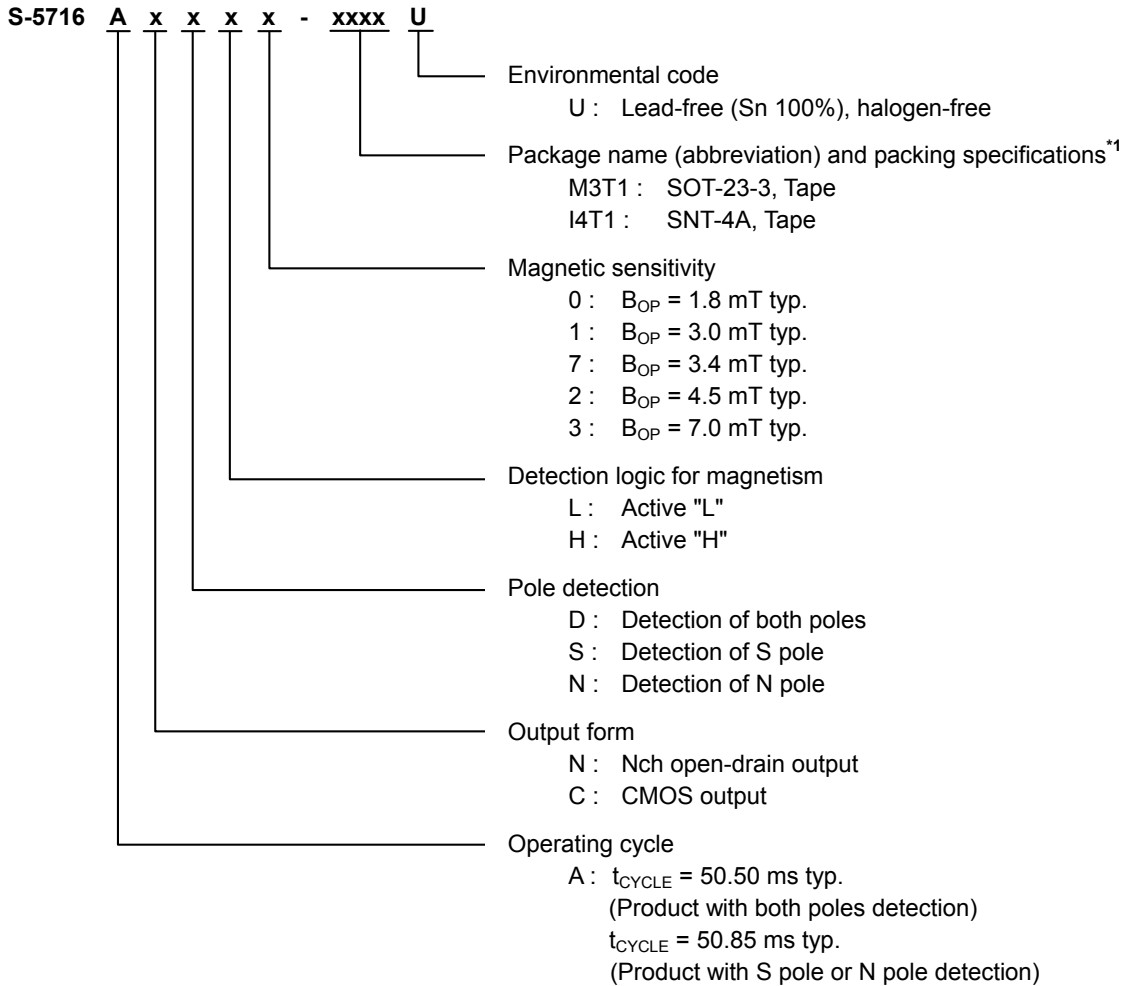 S-5716 A x x x x - xxxx U
Environmental code
U : Lead-free (Sn 100%), halogen-free
Package name (abbreviation) and packing specifications*1
M3T1 : SOT-23-3, Tape
I4T1 : SNT-4A, Tape
Magnetic sensitivity
0 : BOP = 1.8 mT typ.
1 : BOP = 3.0 mT typ.
7 : BOP = 3.4 mT typ.
2 : BOP = 4.5 mT typ.
3 : BOP = 7.0 mT typ.
Detection logic for magnetism
L : Active "L"
H : Active "H"
Pole detection
D : Detection of both poles
S : Detection of S pole
N : Detection of N pole
Output form
N : Nch open-drain output
C : CMOS output
Operating cycle
A : tCYCLE = 50.50 ms typ.
(Product with both poles detection)
tCYCLE = 50.85 ms typ.
(Product with S pole or N pole detection)